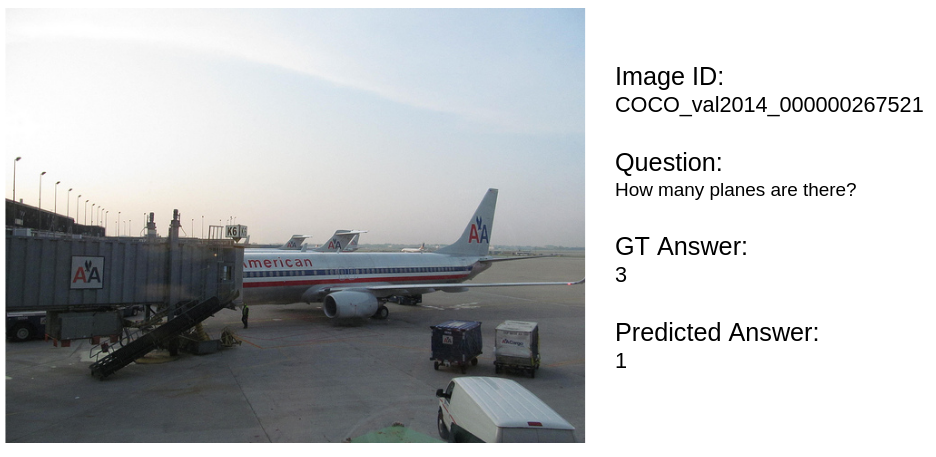 Image ID:
COCO_val2014_000000267521
Question:
How many planes are there?
GT Answer:
3
Predicted Answer:
1
K6
AA
merican
AA
AA